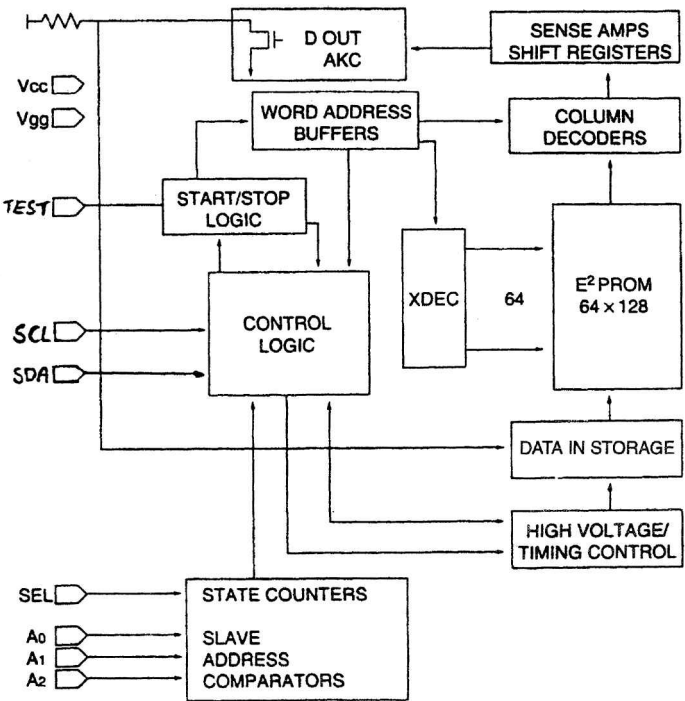 D OUT
AKC
SENSE AMPS
SHIFT REGISTERS
Vcc
Vgg
WORD ADDRESS
BUFFERS
COLUMN
DECODERS
TEST
START/STOP
LOGIC
XDEC
64
E² PROM
64 × 128
CONTROL
LOGIC
SCL
SDA
DATA IN STORAGE
HIGH VOLTAGE/
TIMING CONTROL
SEL
STATE COUNTERS
A0
SLAVE
A1
ADDRESS
A2
COMPARATORS